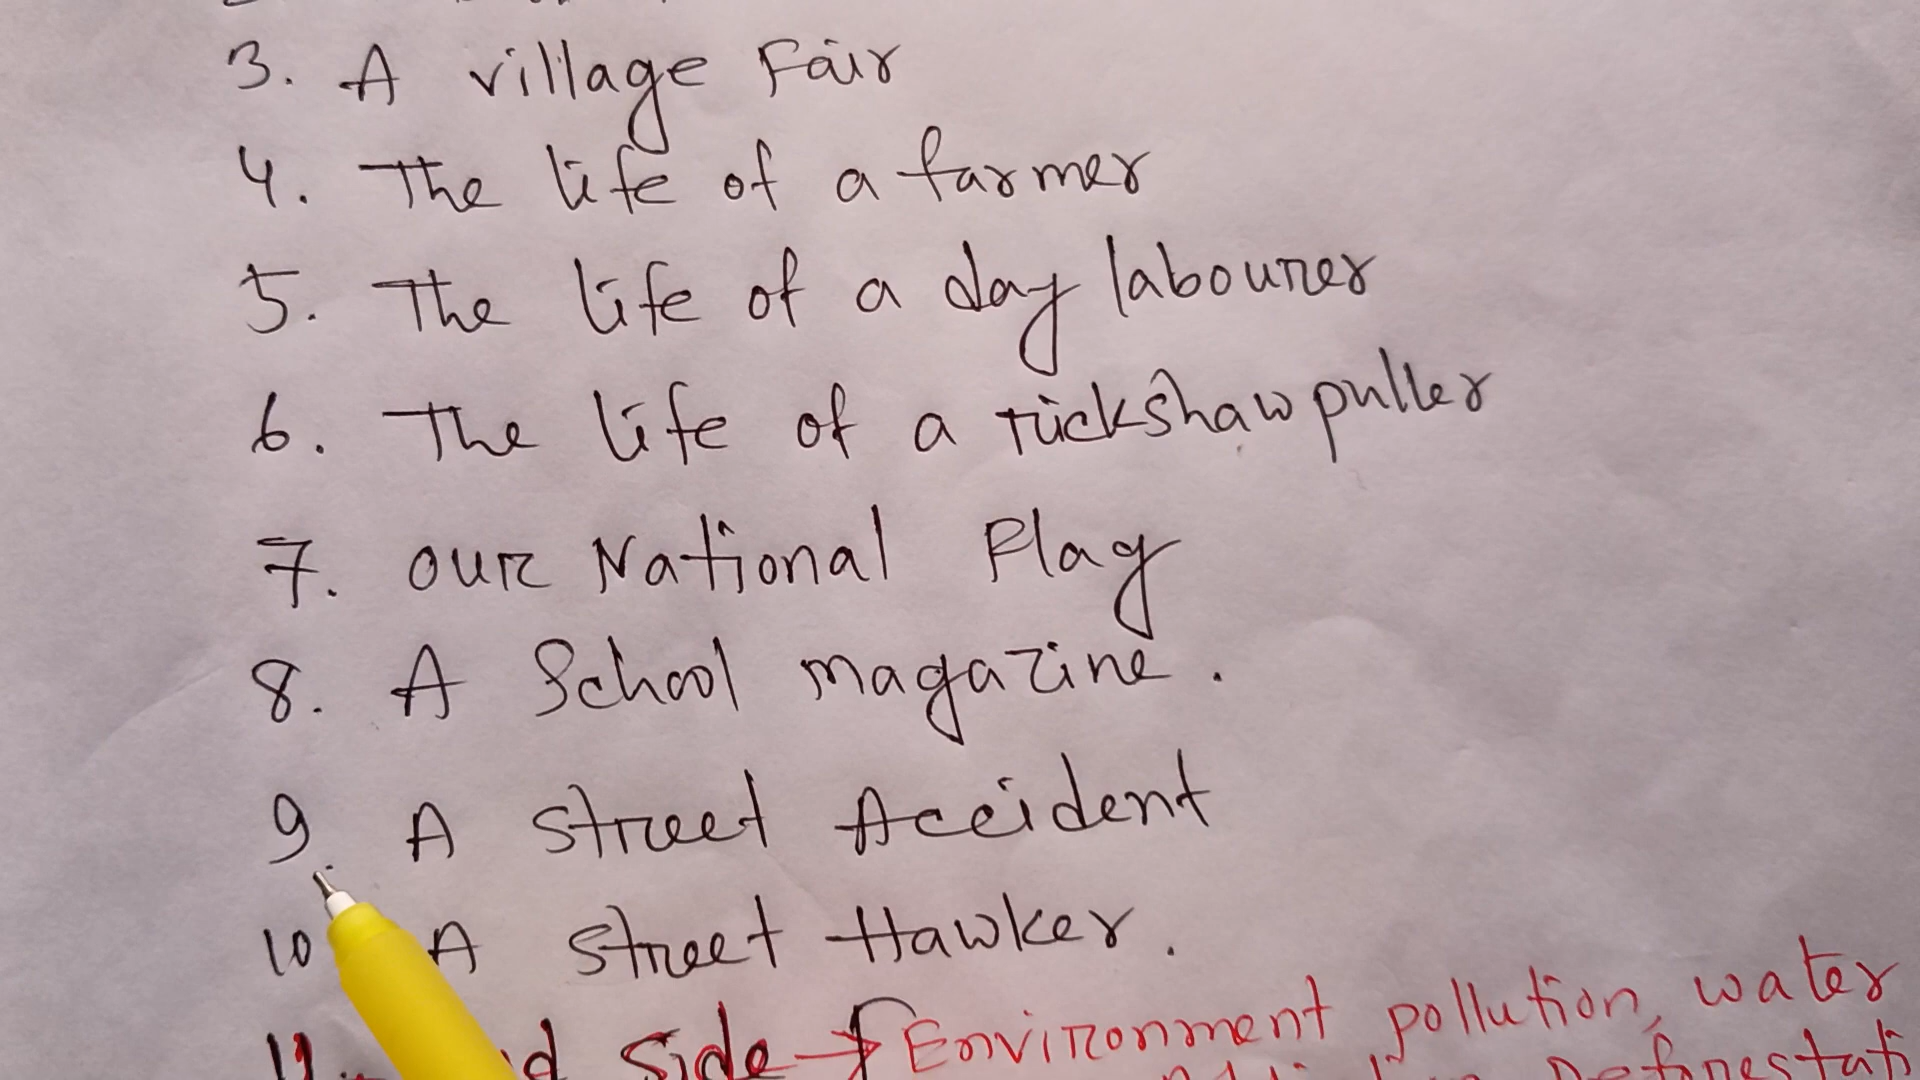 3. A village Fair
4. The life of a farmer
5. The life of a day labourer
6. The life of a rickshaw puller
7. Our National Flag
8. A School magazine.
9. A street Accident
10 A street Hawker.
11. side → Environment pollution, water